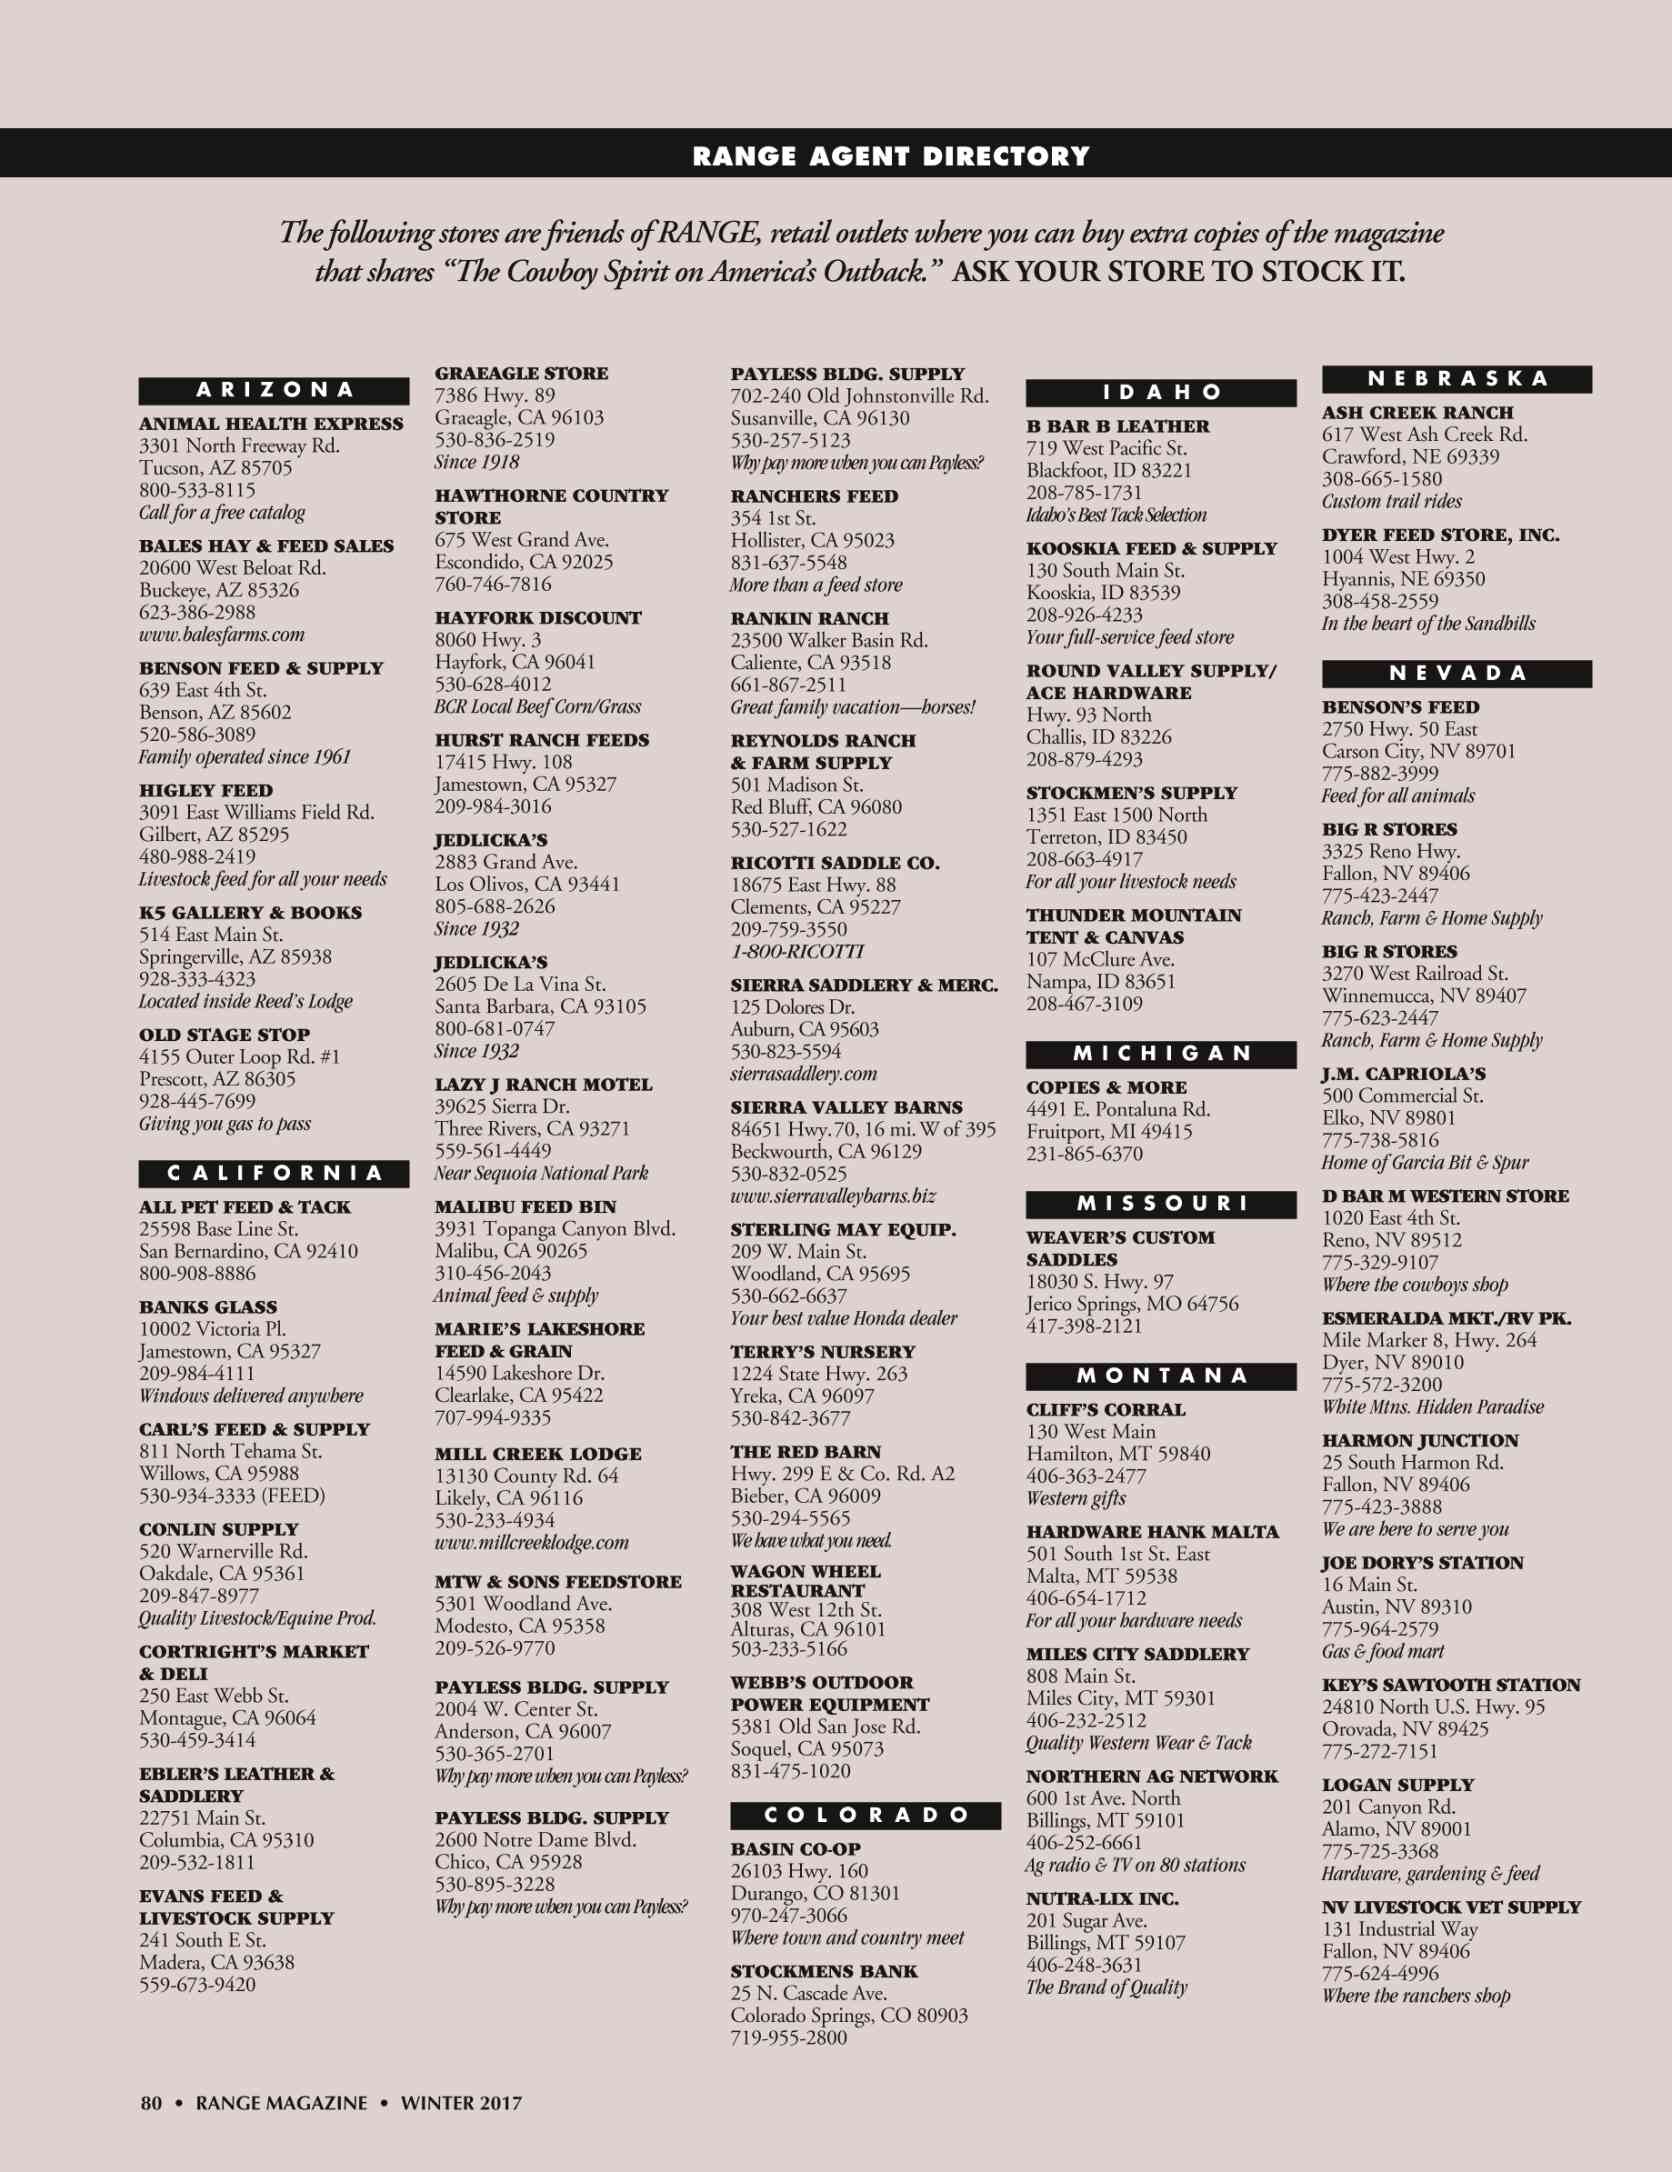 RANGE AGENT DIRECTORY
The following stores are friends of RANGE, retail outlets where you can buy extra copies of the magazine
that shares “The Cowboy Spirit on America’s Outback.” ASK YOUR STORE TO STOCK IT.
ARIZONA
ANIMAL HEALTH EXPRESS
3301 North Freeway Rd.
Tucson, AZ 85705
800-533-8115
Call for a free catalog
BALES HAY & FEED SALES
20600 West Beloat Rd.
Buckeye, AZ 85326
623-386-2988
www.balesfarms.com
BENSON FEED & SUPPLY
639 East 4th St.
Benson, AZ 85602
520-586-3089
Family operated since 1961
HIGLEY FEED
3091 East Williams Field Rd.
Gilbert, AZ 85295
480-988-2419
Livestock feed for all your needs
K5 GALLERY & BOOKS
514 East Main St.
Springerville, AZ 85938
928-333-4323
Located inside Reed’s Lodge
OLD STAGE STOP
4155 Outer Loop Rd. #1
Prescott, AZ 86305
928-445-7699
Giving you gas to pass
CALIFORNIA
ALL PET FEED & TACK
25598 Base Line St.
San Bernardino, CA 92410
800-908-8886
BANKS GLASS
10002 Victoria Pl.
Jamestown, CA 95327
209-984-4111
Windows delivered anywhere
CARL’S FEED & SUPPLY
811 North Tehama St.
Willows, CA 95988
530-934-3333 (FEED)
CONLIN SUPPLY
520 Warnerville Rd.
Oakdale, CA 95361
209-847-8977
Quality Livestock/Equine Prod.
CORTRIGHT’S MARKET
& DELI
250 East Webb St.
Montague, CA 96064
530-459-3414
EBLER’S LEATHER &
SADDLERY
22751 Main St.
Columbia, CA 95310
209-532-1811
EVANS FEED &
LIVESTOCK SUPPLY
241 South E St.
Madera, CA 93638
559-673-9420
GRAEAGLE STORE
7386 Hwy. 89
Graeagle, CA 96103
530-836-2519
Since 1918
HAWTHORNE COUNTRY
STORE
675 West Grand Ave.
Escondido, CA 92025
760-746-7816
HAYFORK DISCOUNT
8060 Hwy. 3
Hayfork, CA 96041
530-628-4012
BCR Local Beef Corn/Grass
HURST RANCH FEEDS
17415 Hwy. 108
Jamestown, CA 95327
209-984-3016
JEDLICKA’S
2883 Grand Ave.
Los Olivos, CA 93441
805-688-2626
Since 1932
JEDLICKA’S
2605 De La Vina St.
Santa Barbara, CA 93105
800-681-0747
Since 1932
LAZY J RANCH MOTEL
39625 Sierra Dr.
Three Rivers, CA 93271
559-561-4449
Near Sequoia National Park
MALIBU FEED BIN
3931 Topanga Canyon Blvd.
Malibu, CA 90265
310-456-2043
Animal feed & supply
MARIE’S LAKESHORE
FEED & GRAIN
14590 Lakeshore Dr.
Clearlake, CA 95422
707-994-9335
MILL CREEK LODGE
13130 County Rd. 64
Likely, CA 96116
530-233-4934
www.millcreeklodge.com
MTW & SONS FEEDSTORE
5301 Woodland Ave.
Modesto, CA 95358
209-526-9770
PAYLESS BLDG. SUPPLY
2004 W. Center St.
Anderson, CA 96007
530-365-2701
Why pay more when you can Payless?
PAYLESS BLDG. SUPPLY
2600 Notre Dame Blvd.
Chico, CA 95928
530-895-3228
Why pay more when you can Payless?
PAYLESS BLDG. SUPPLY
702-240 Old Johnstonville Rd.
Susanville, CA 96130
530-257-5123
Why pay more when you can Payless?
RANCHERS FEED
354 1st St.
Hollister, CA 95023
831-637-5548
More than a feed store
RANKIN RANCH
23500 Walker Basin Rd.
Caliente, CA 93518
661-867-2511
Great family vacation—horses!
REYNOLDS RANCH
& FARM SUPPLY
501 Madison St.
Red Bluff, CA 96080
530-527-1622
RICOTTI SADDLE CO.
18675 East Hwy. 88
Clements, CA 95227
209-759-3550
1-800-RICOTTI
SIERRA SADDLERY & MERC.
125 Dolores Dr.
Auburn, CA 95603
530-823-5594
sierrasaddlery.com
SIERRA VALLEY BARNS
84651 Hwy. 70, 16 mi. W of 395
Beckwourth, CA 96129
530-832-0525
www.sierravalleybarns.biz
STERLING MAY EQUIP.
209 W. Main St.
Woodland, CA 95695
530-662-6637
Your best value Honda dealer
TERRY’S NURSERY
1224 State Hwy. 263
Yreka, CA 96097
530-842-3677
THE RED BARN
Hwy. 299 E & Co. Rd. A2
Bieber, CA 96009
530-294-5565
We have what you need.
WAGON WHEEL
RESTAURANT
308 West 12th St.
Alturas, CA 96101
503-233-5166
WEBB’S OUTDOOR
POWER EQUIPMENT
5381 Old San Jose Rd.
Soquel, CA 95073
831-475-1020
COLORADO
BASIN CO-OP
26103 Hwy. 160
Durango, CO 81301
970-247-3066
Where town and country meet
STOCKMENS BANK
25 N. Cascade Ave.
Colorado Springs, CO 80903
719-955-2800
IDAHO
B BAR B LEATHER
719 West Pacific St.
Blackfoot, ID 83221
208-785-1731
Idaho’s Best Tack Selection
KOOSKIA FEED & SUPPLY
130 South Main St.
Kooskia, ID 83539
208-926-4233
Your full-service feed store
ROUND VALLEY SUPPLY/
ACE HARDWARE
Hwy. 93 North
Challis, ID 83226
208-879-4293
STOCKMEN’S SUPPLY
1351 East 1500 North
Terreton, ID 83450
208-663-4917
For all your livestock needs
THUNDER MOUNTAIN
TENT & CANVAS
107 McClure Ave.
Nampa, ID 83651
208-467-3109
MICHIGAN
COPIES & MORE
4491 E. Pontaluna Rd.
Fruitport, MI 49415
231-865-6370
MISSOURI
WEAVER’S CUSTOM
SADDLES
18030 S. Hwy. 97
Jerico Springs, MO 64756
417-398-2121
MONTANA
CLIFF’S CORRAL
130 West Main
Hamilton, MT 59840
406-363-2477
Western gifts
HARDWARE HANK MALTA
501 South 1st St. East
Malta, MT 59538
406-654-1712
For all your hardware needs
MILES CITY SADDLERY
808 Main St.
Miles City, MT 59301
406-232-2512
Quality Western Wear & Tack
NORTHERN AG NETWORK
600 1st Ave. North
Billings, MT 59101
406-252-6661
Ag radio & TV on 80 stations
NUTRA-LIX INC.
201 Sugar Ave.
Billings, MT 59107
406-248-3631
The Brand of Quality
NEBRASKA
ASH CREEK RANCH
617 West Ash Creek Rd.
Crawford, NE 69339
308-665-1580
Custom trail rides
DYER FEED STORE, INC.
1004 West Hwy. 2
Hyannis, NE 69350
308-458-2559
In the heart of the Sandhills
NEVADA
BENSON’S FEED
2750 Hwy. 50 East
Carson City, NV 89701
775-882-3999
Feed for all animals
BIG R STORES
3325 Reno Hwy.
Fallon, NV 89406
775-423-2447
Ranch, Farm & Home Supply
BIG R STORES
3270 West Railroad St.
Winnemucca, NV 89407
775-623-2447
Ranch, Farm & Home Supply
J.M. CAPRIOLA’S
500 Commercial St.
Elko, NV 89801
775-738-5816
Home of Garcia Bit & Spur
D BAR M WESTERN STORE
1020 East 4th St.
Reno, NV 89512
775-329-9107
Where the cowboys shop
ESMERALDA MKT./RV PK.
Mile Marker 8, Hwy. 264
Dyer, NV 89010
775-572-3200
White Mtns. Hidden Paradise
HARMON JUNCTION
25 South Harmon Rd.
Fallon, NV 89406
775-423-3888
We are here to serve you
JOE DORY’S STATION
16 Main St.
Austin, NV 89310
775-964-2579
Gas & food mart
KEY’S SAWTOOTH STATION
24810 North U.S. Hwy. 95
Orovada, NV 89425
775-272-7151
LOGAN SUPPLY
201 Canyon Rd.
Alamo, NV 89001
775-725-3368
Hardware, gardening & feed
NV LIVESTOCK VET SUPPLY
131 Industrial Way
Fallon, NV 89406
775-624-4996
Where the ranchers shop
80 • RANGE MAGAZINE • WINTER 2017